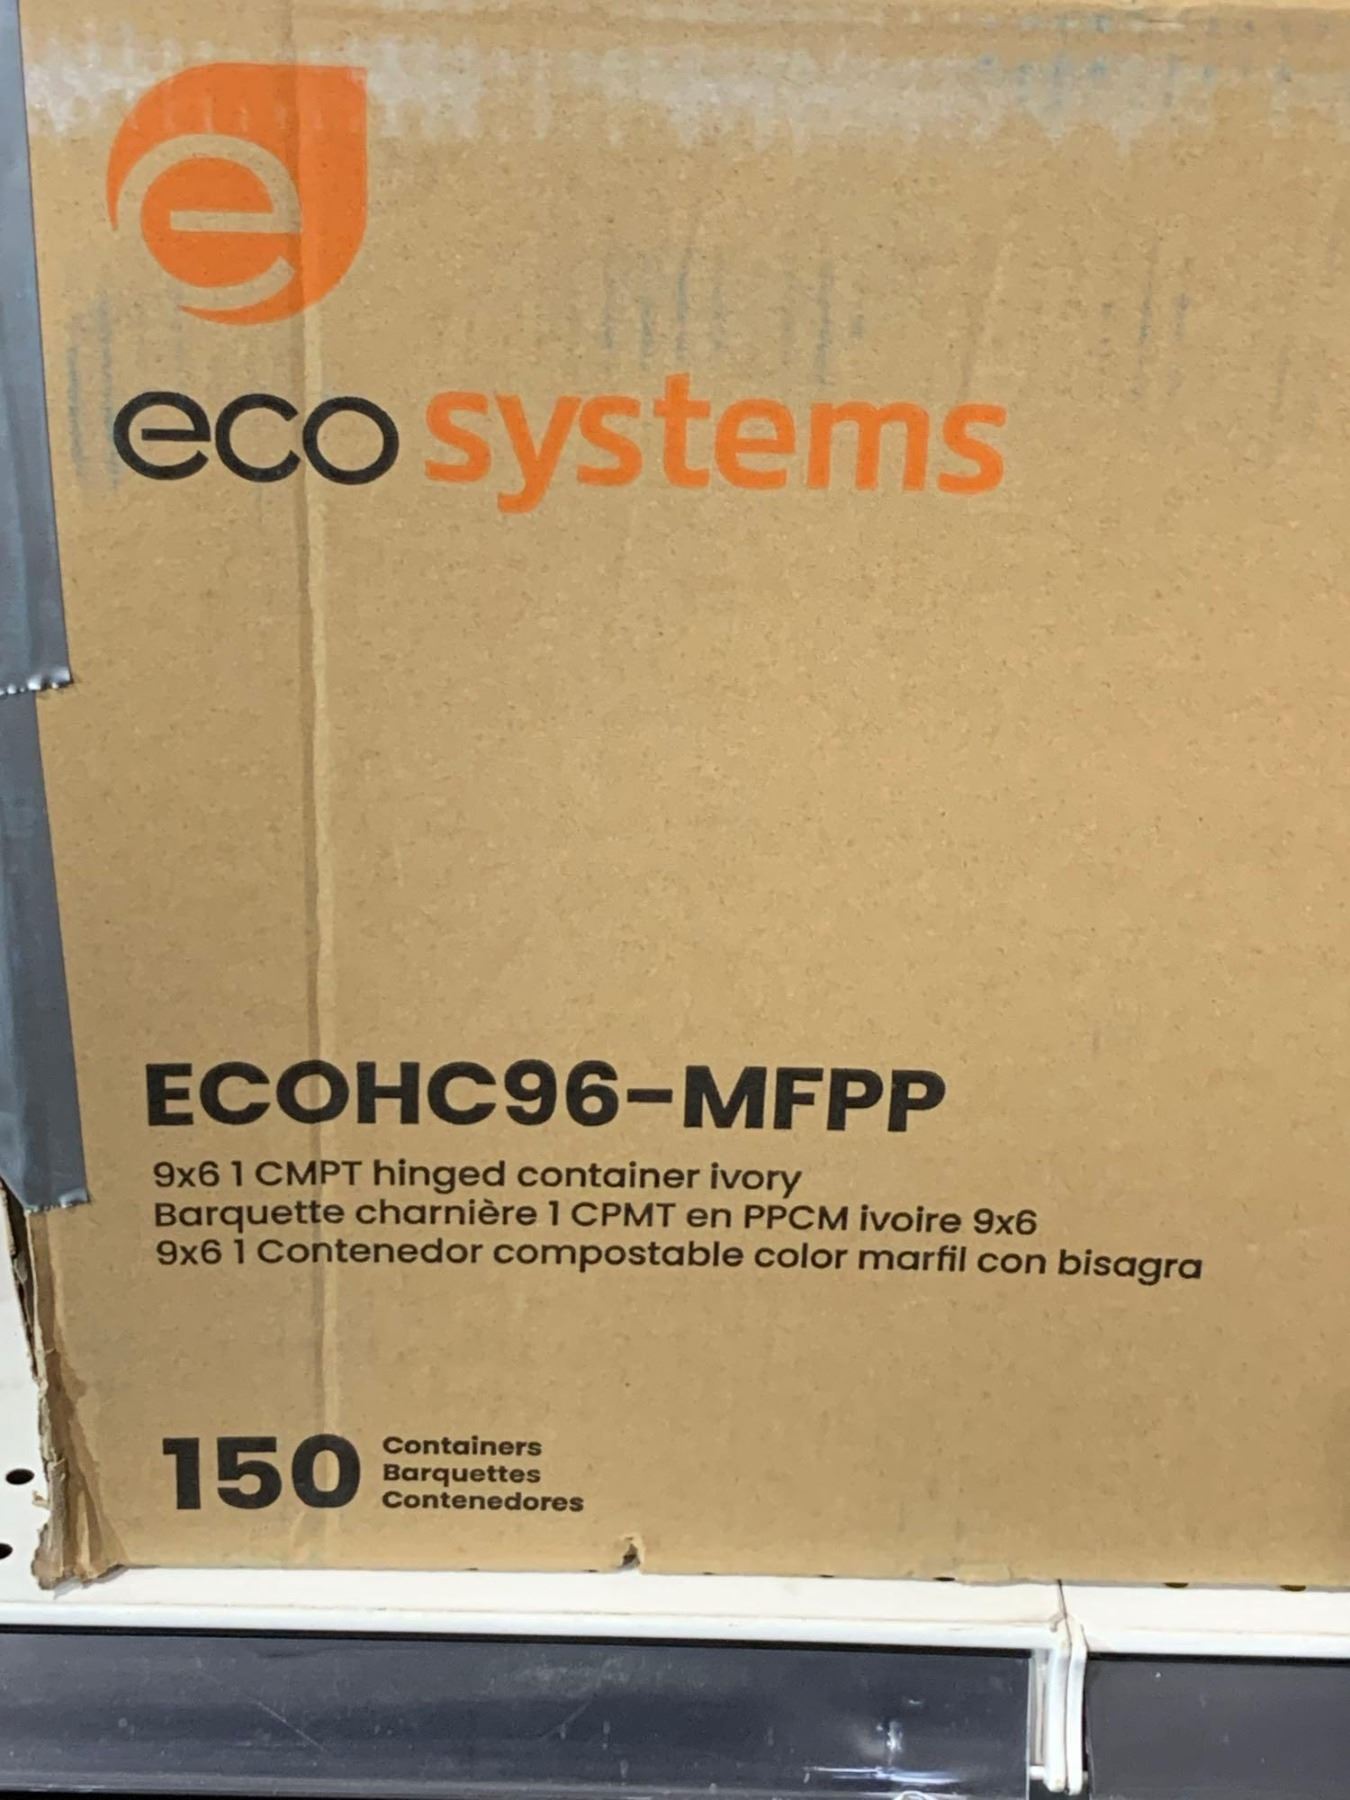 e
eco systems
ECOHC96-MFPP
9x6 1 CMPT hinged container ivory
Barquette charnière 1 CPMT en PPCM ivoire 9x6
9x6 1 Contenedor compostable color marfil con bisagra
150
Containers
Barquettes
Contenedores